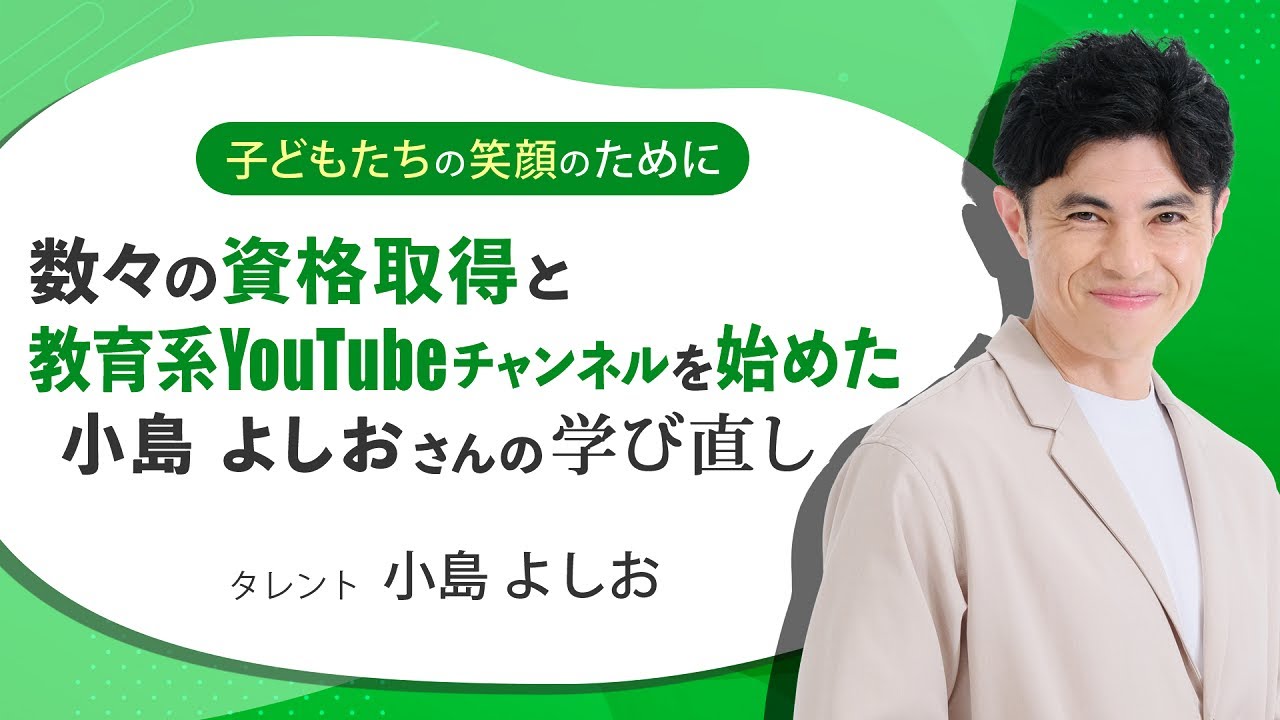 子どもたちの笑顔のために
数々の資格取得と
教育系YouTubeチャンネルを始めた
小島 よしおさんの学び直し
タレント 小島 よしお